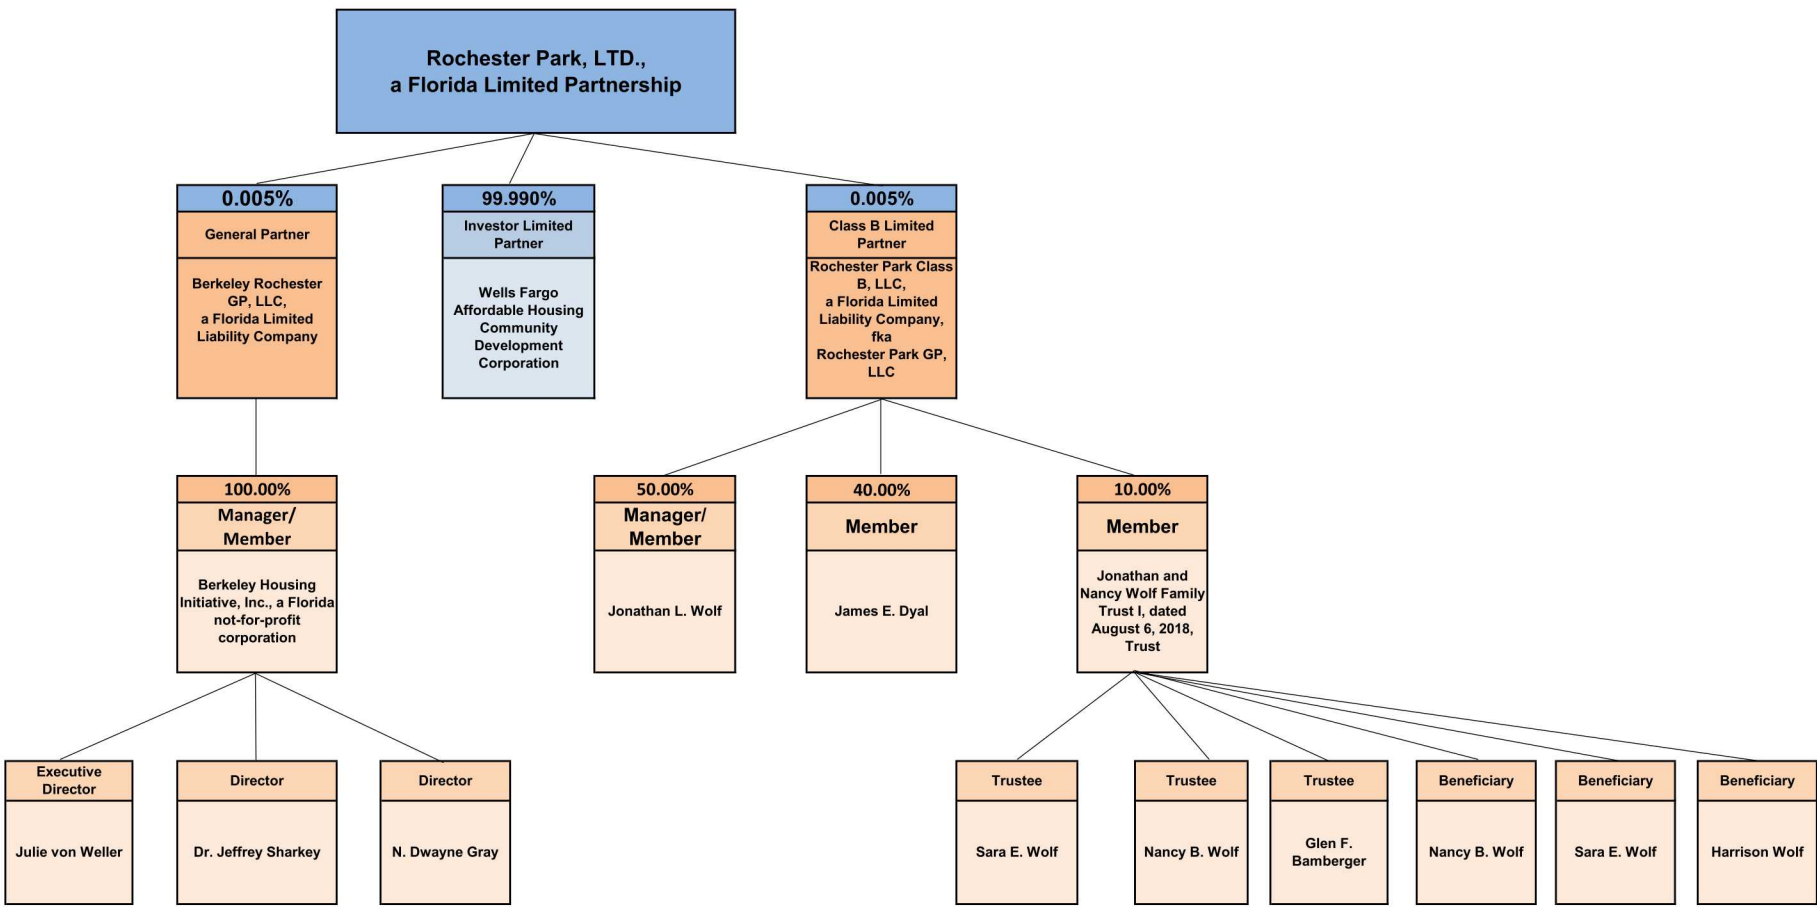 Rochester Park, LTD.,
a Florida Limited Partnership
0.005%
General Partner
Berkeley Rochester
GP, LLC,
a Florida Limited
Liability Company
99.990%
Investor Limited
Partner
Wells Fargo
Affordable Housing
Community
Development
Corporation
0.005%
Class B Limited
Partner
Rochester Park Class
B, LLC,
a Florida Limited
Liability Company,
fka
Rochester Park GP,
LLC
100.00%
Manager/
Member
Berkeley Housing
Initiative, Inc., a Florida
not-for-profit
corporation
50.00%
Manager/
Member
Jonathan L. Wolf
40.00%
Member
James E. Dyal
10.00%
Member
Jonathan and
Nancy Wolf Family
Trust I, dated
August 6, 2018,
Trust
Executive
Director
Julie von Weller
Director
Dr. Jeffrey Sharkey
Director
N. Dwayne Gray
Trustee
Sara E. Wolf
Trustee
Nancy B. Wolf
Trustee
Glen F.
Bamberger
Beneficiary
Nancy B. Wolf
Beneficiary
Sara E. Wolf
Beneficiary
Harrison Wolf